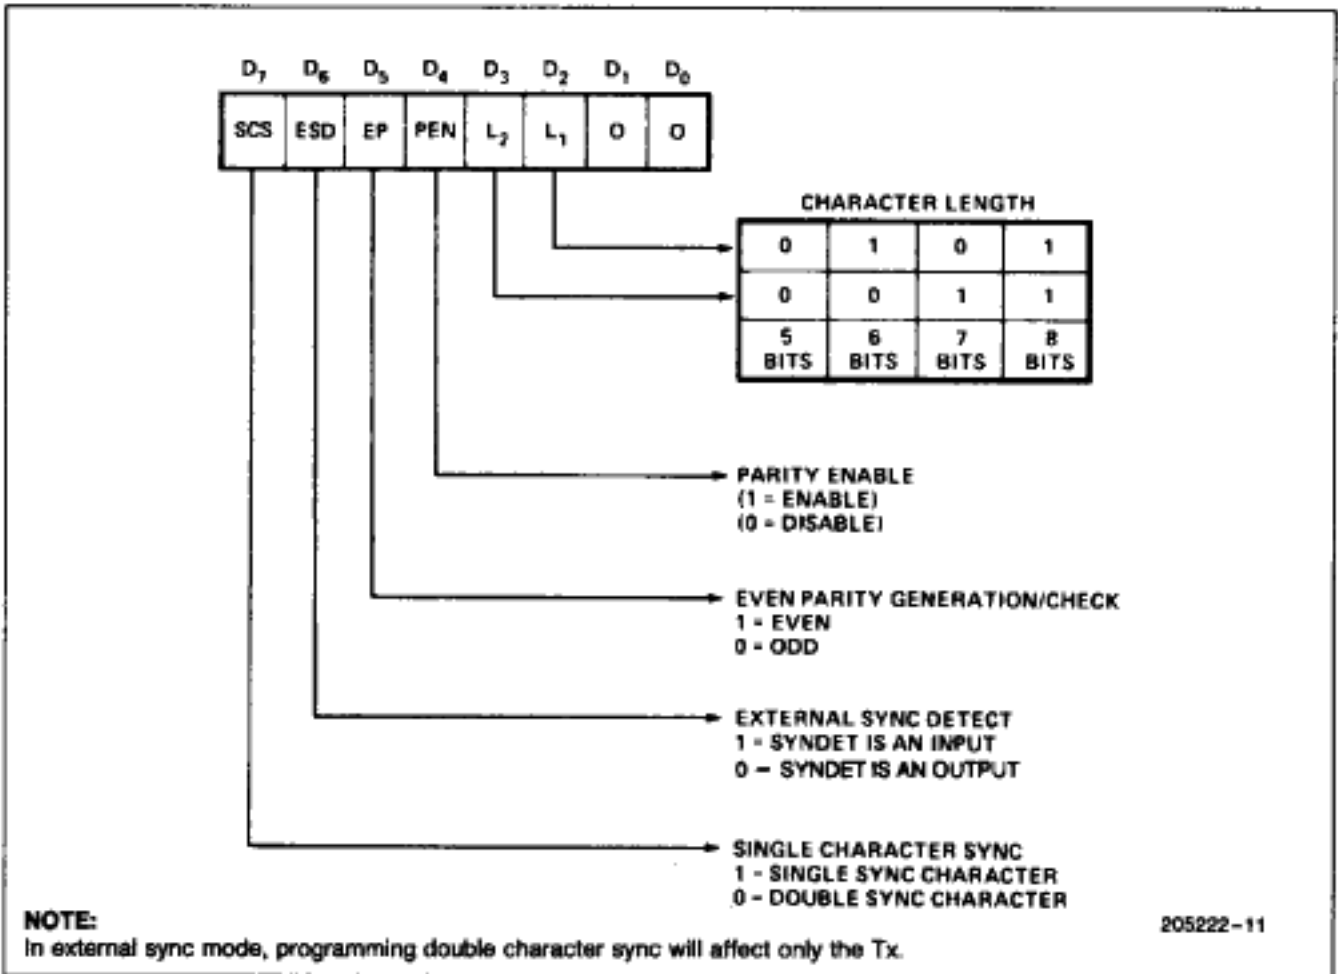 D7 D6 D5 D4 D3 D2 D1 D0
SCS ESD EP PEN L2 L1 0 0
CHARACTER LENGTH
0 1 0 1
0 0 1 1
5 6 7 8
BITS BITS BITS BITS
PARITY ENABLE
(1 = ENABLE)
(0 = DISABLE)
EVEN PARITY GENERATION/CHECK
1 = EVEN
0 = ODD
EXTERNAL SYNC DETECT
1 - SYNDET IS AN INPUT
0 – SYNDET IS AN OUTPUT
SINGLE CHARACTER SYNC
1 - SINGLE SYNC CHARACTER
0 - DOUBLE SYNC CHARACTER
NOTE:
205222-11
In external sync mode, programming double character sync will affect only the Tx.